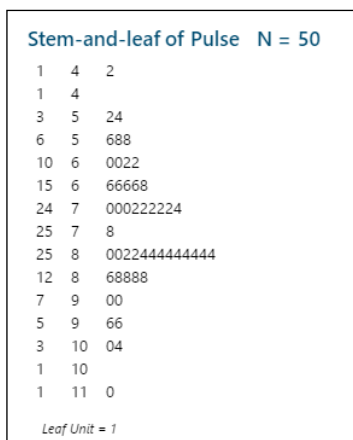 Stem-and-leaf of Pulse N = 50
1 4 2
1 4
3 5 24
6 5 688
10 6 0022
15 6 66668
24 7 000222224
25 7 8
25 8 0022444444444
12 8 68888
7 9 00
5 9 66
3 10 04
1 10
1 11 0
Leaf Unit = 1